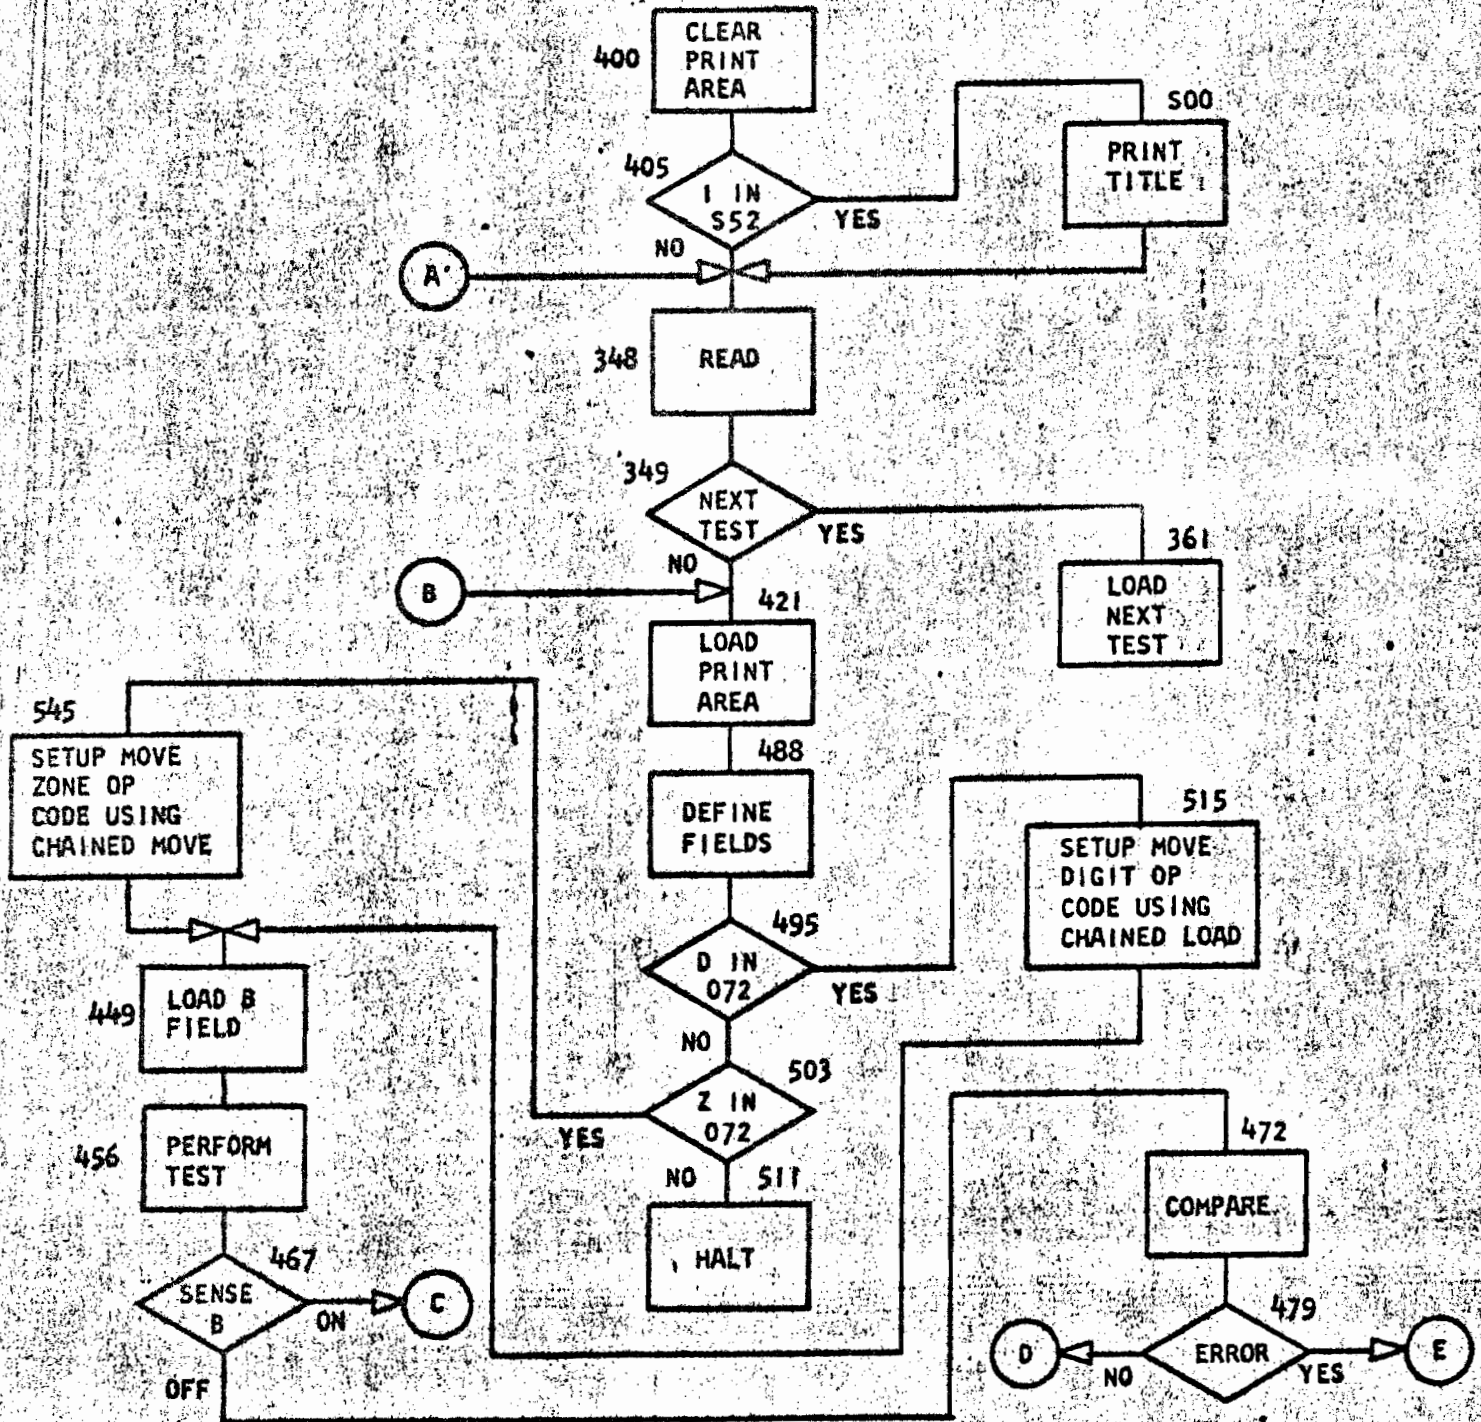 400
CLEAR
PRINT
AREA
405
I IN
S52
YES
NO
S00
PRINT
TITLE
A
348
READ
349
NEXT
TEST
YES
NO
361
LOAD
NEXT
TEST
B
421
LOAD
PRINT
AREA
488
DEFINE
FIELDS
545
SETUP MOVE
ZONE OP
CODE USING
CHAINED MOVE
495
D IN
072
YES
NO
515
SETUP MOVE
DIGIT OP
CODE USING
CHAINED LOAD
449
LOAD B
FIELD
503
Z IN
072
YES
NO
511
HALT
456
PERFORM
TEST
467
SENSE
B
ON
C
OFF
472
COMPARE
479
ERROR
NO
D
YES
E